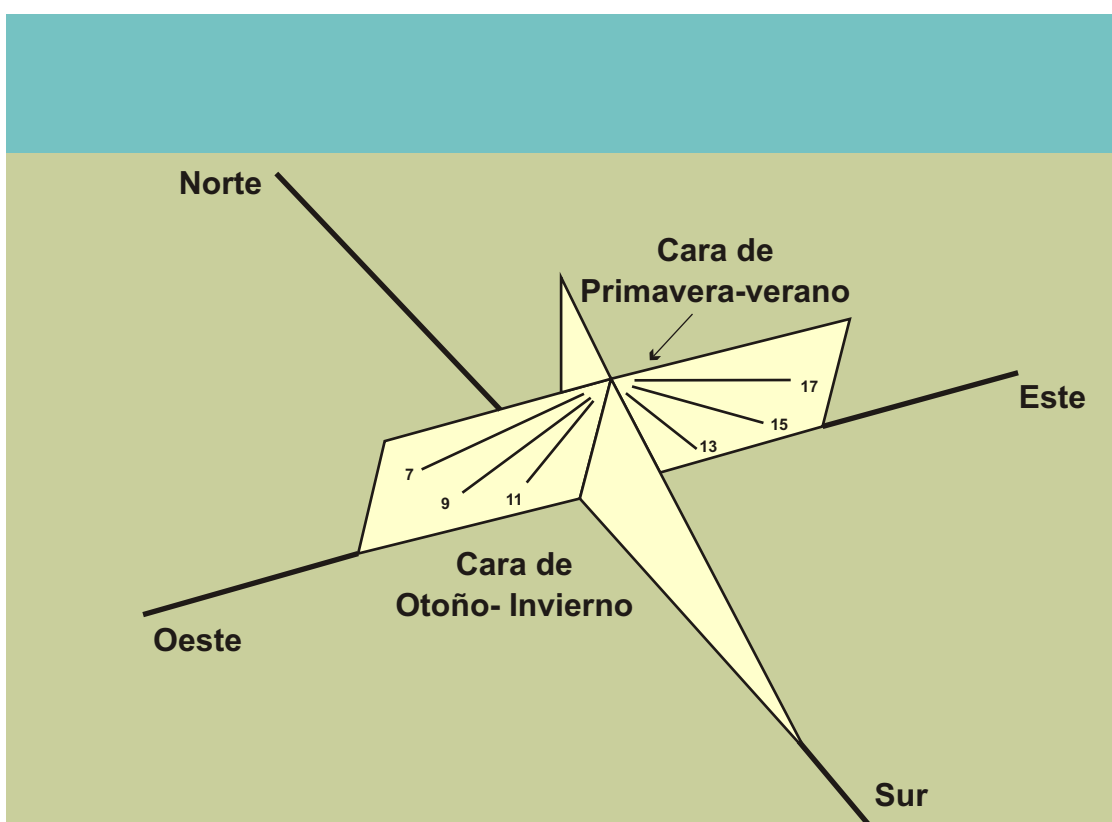 Norte
Cara de
Primavera-verano
17
Este
15
13
7
9
11
Cara de
Otoño- Invierno
Oeste
Sur